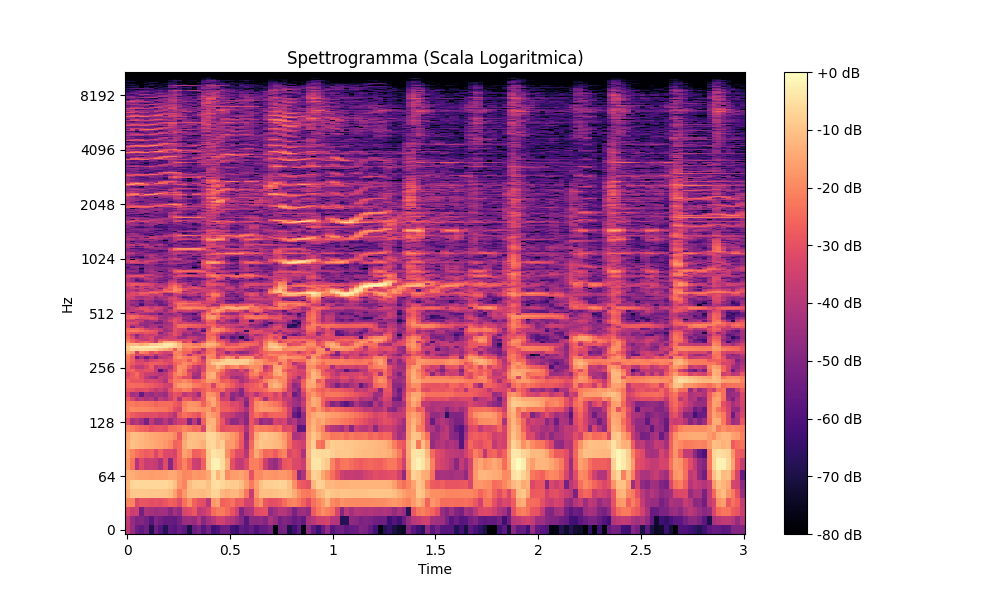 Spettrogramma (Scala Logaritmica)
8192
4096
2048
1024
512
256
128
64
0
Hz
0
0.5
1
1.5
2
2.5
3
Time
+0 dB
-10 dB
-20 dB
-30 dB
-40 dB
-50 dB
-60 dB
-70 dB
-80 dB